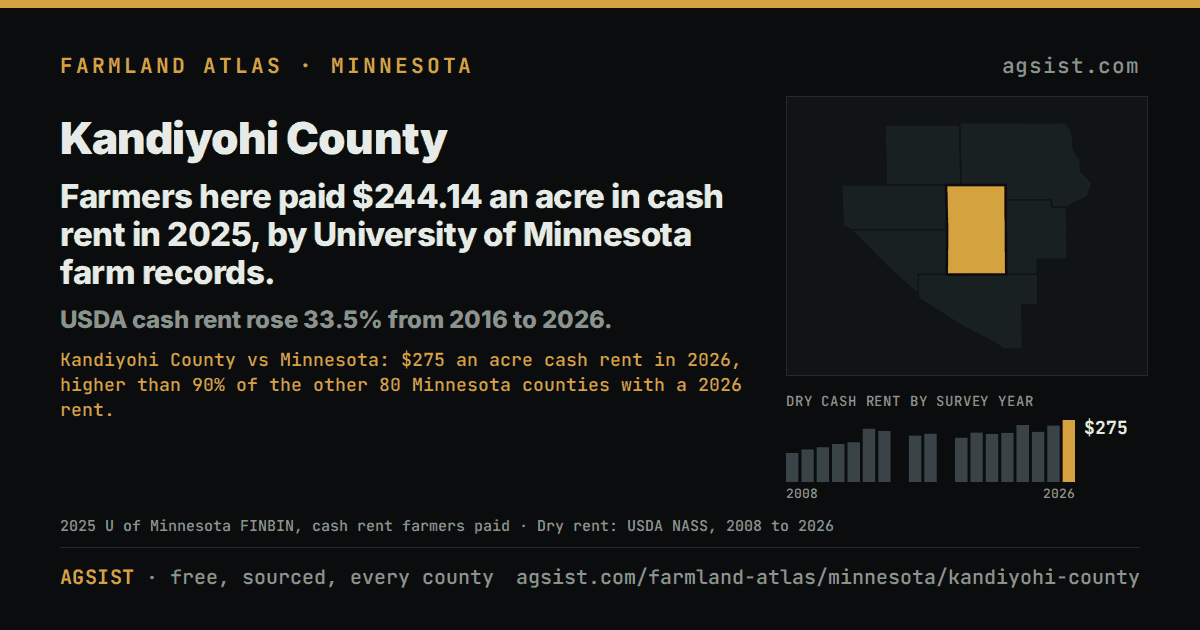 FARMLAND ATLAS · MINNESOTA
agsist.com
Kandiyohi County
Farmers here paid $244.14 an acre in cash
rent in 2025, by University of Minnesota
farm records.
USDA cash rent rose 33.5% from 2016 to 2026.
Kandiyohi County vs Minnesota: $275 an acre cash rent in 2026,
higher than 90% of the other 80 Minnesota counties with a 2026
rent.
DRY CASH RENT BY SURVEY YEAR
$275
2008
2026
2025 U of Minnesota FINBIN, cash rent farmers paid · Dry rent: USDA NASS, 2008 to 2026
AGSIST · free, sourced, every county
agsist.com/farmland-atlas/minnesota/kandiyohi-county